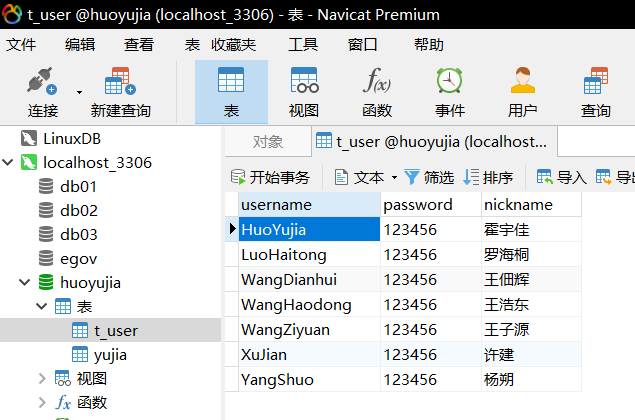 t_user @huoyujia (localhost_3306) - 表 - Navicat Premium
文件 编辑 查看 表 收藏夹 工具 窗口 帮助
连接 新建查询 表 视图 函数 事件 用户 查询
LinuxDB
localhost_3306
db01
db02
db03
egov
huoyujia
表
t_user
yujia
视图
函数
对象 t_user @huoyujia (localhost...
开始事务 文本 筛选 排序 导入 导出
username password nickname
HuoYujia 123456 霍宇佳
LuoHaitong 123456 罗海桐
WangDianhui 123456 王佃辉
WangHaodong 123456 王浩东
WangZiyuan 123456 王子源
XuJian 123456 许建
YangShuo 123456 杨朔